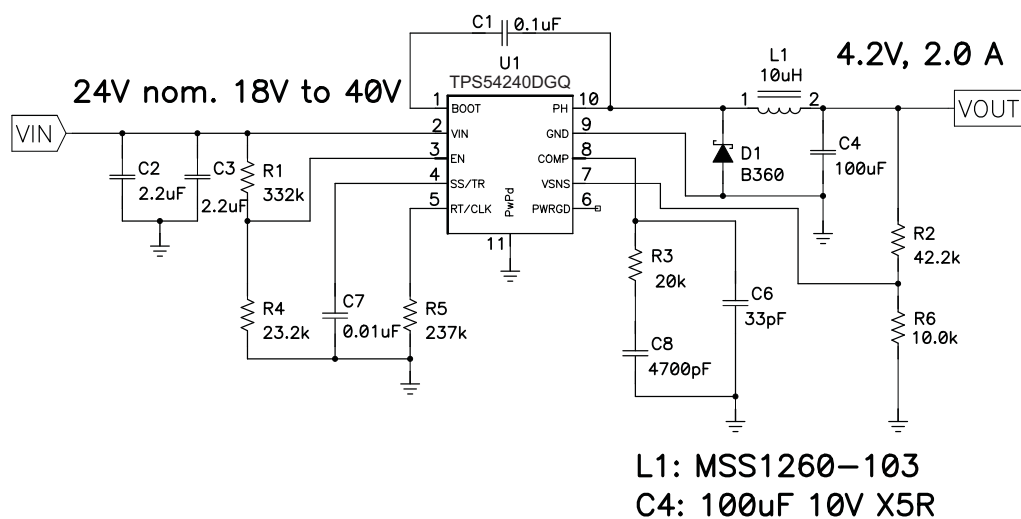 C1 0.1uF
U1
TPS54240DGQ
24V nom. 18V to 40V
L1
10uH
4.2V, 2.0 A
VIN
VOUT
1 BOOT
2 VIN
3 EN
4 SS/TR
5 RT/CLK
PH 10
GND 9
COMP 8
VSNS 7
PWRGD 6
PwPd
11
1 2
C2
2.2uF
C3
2.2uF
R1
332k
D1
B360
C4
100uF
R2
42.2k
R3
20k
C6
33pF
R4
23.2k
C7
0.01uF
R5
237k
C8
4700pF
R6
10.0k
L1: MSS1260-103
C4: 100uF 10V X5R